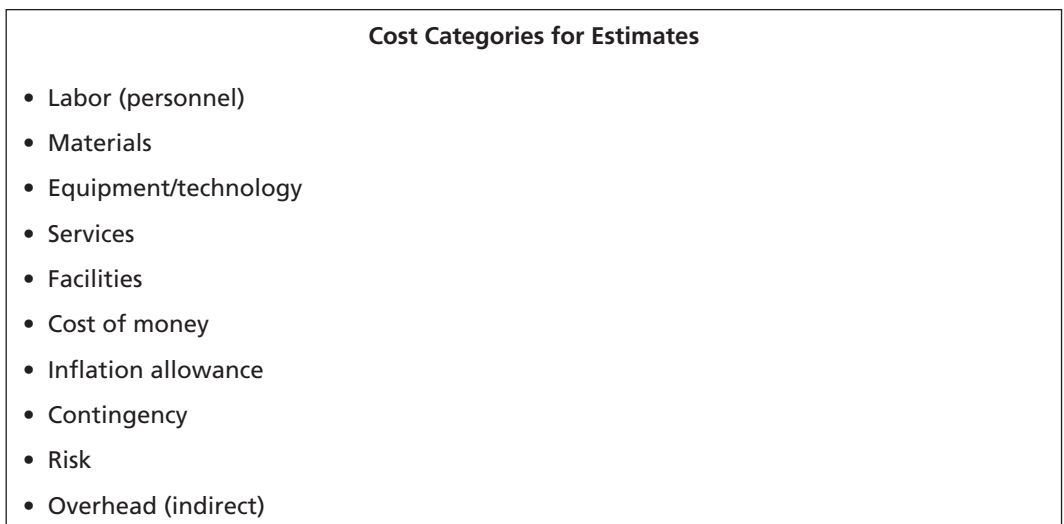 Cost Categories for Estimates
• Labor (personnel)
• Materials
• Equipment/technology
• Services
• Facilities
• Cost of money
• Inflation allowance
• Contingency
• Risk
• Overhead (indirect)